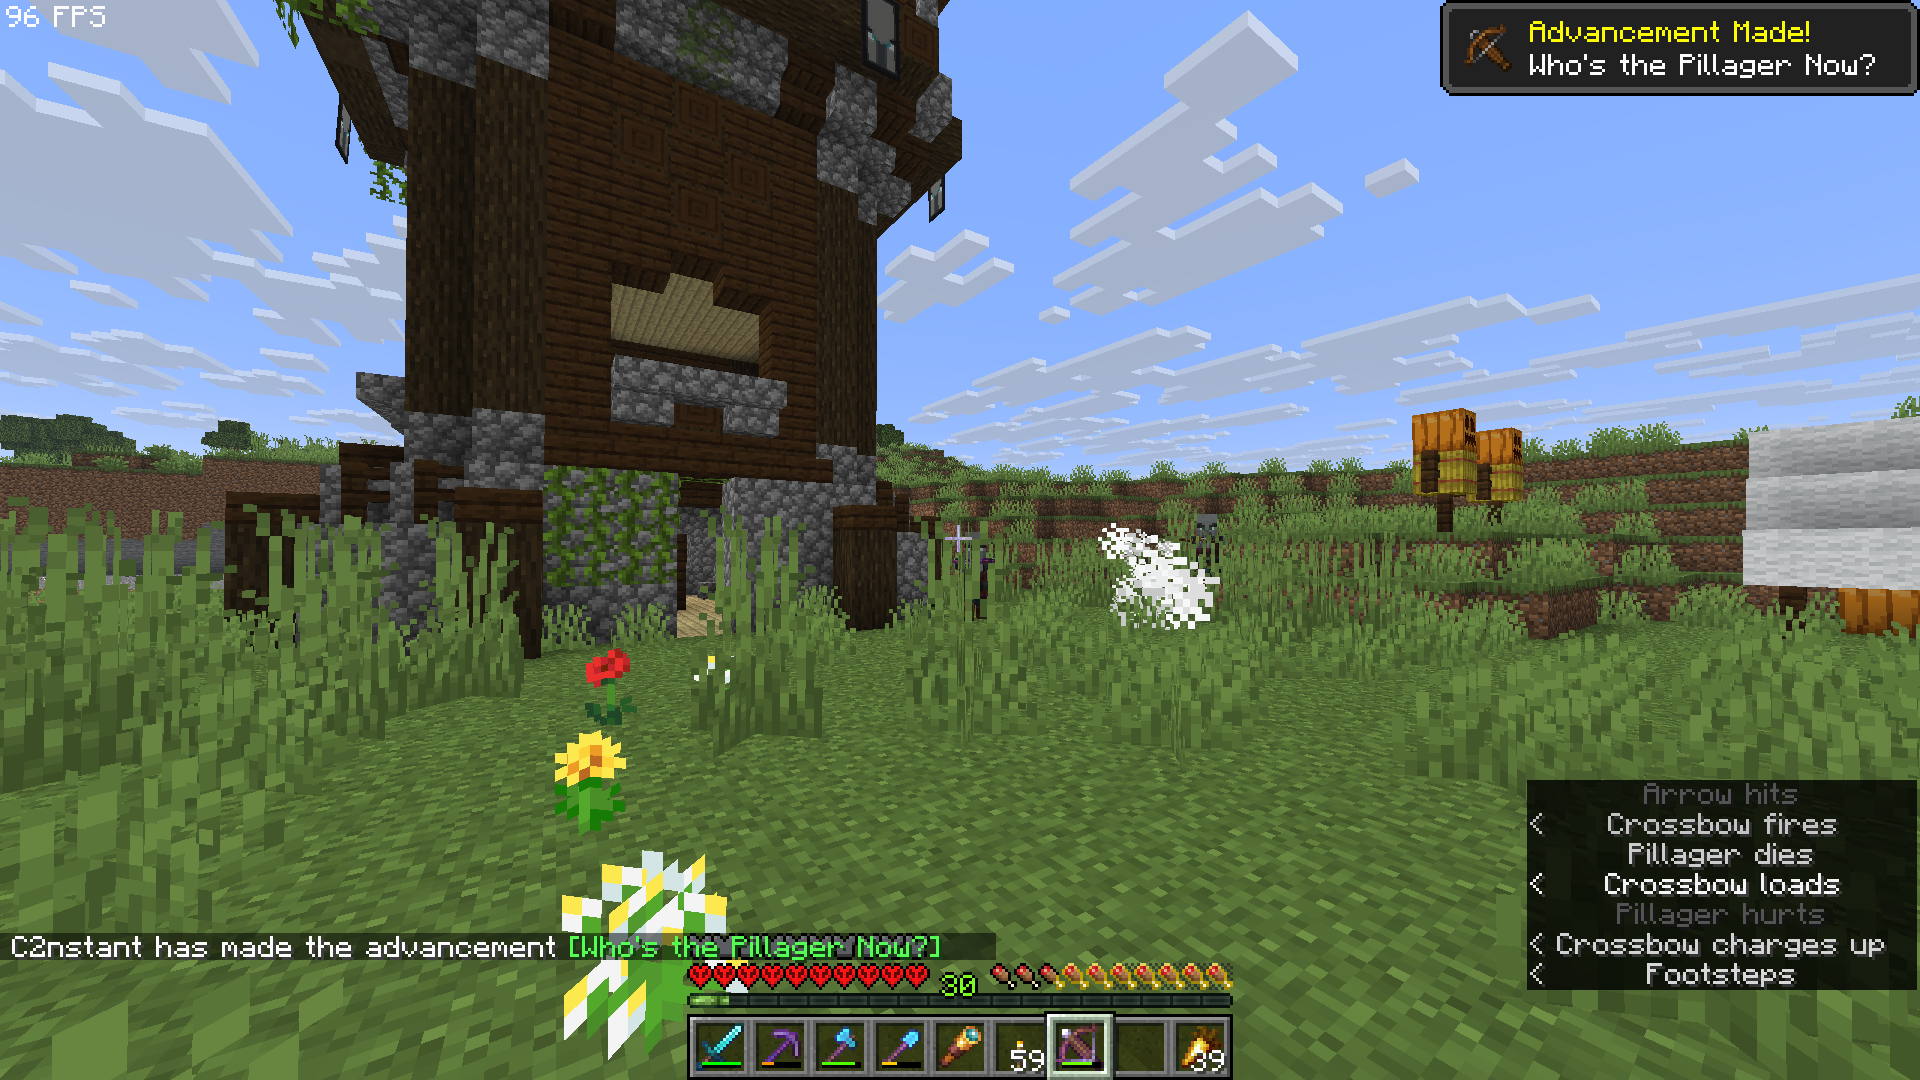 96 FPS
Advancement Made!
Who's the Pillager Now?
Arrow hits
< Crossbow fires
Pillager dies
< Crossbow loads
Pillager hurts
< Crossbow charges up
< Footsteps
C2nstant has made the advancement [Who's the Pillager Now?]
30
59
39